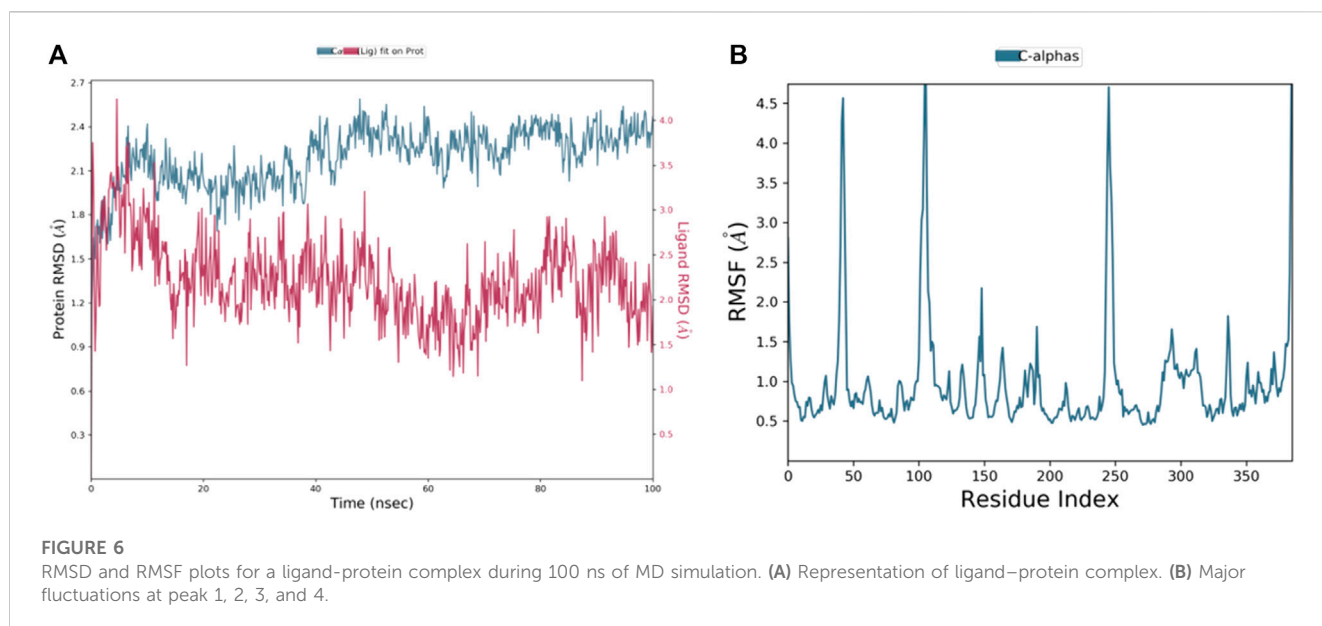 A
Ca (Lig) fit on Prot
2.7
2.4
2.1
1.8
1.5
1.2
0.9
0.6
0.3
Protein RMSD (Å)
4.0
3.5
3.0
2.5
2.0
1.5
1.0
0.5
Ligand RMSD (Å)
0 20 40 60 80 100
Time (nsec)
B
C-alphas
4.5
4.0
3.5
3.0
2.5
2.0
1.5
1.0
0.5
RMSF (Å)
0 50 100 150 200 250 300 350
Residue Index
FIGURE 6
RMSD and RMSF plots for a ligand-protein complex during 100 ns of MD simulation. (A) Representation of ligand–protein complex. (B) Major
fluctuations at peak 1, 2, 3, and 4.